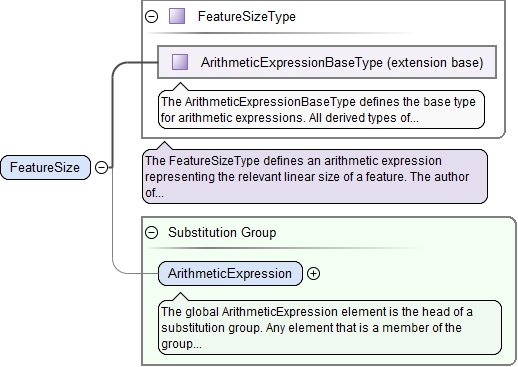 FeatureSizeType
ArithmeticExpressionBaseType (extension base)
The ArithmeticExpressionBaseType defines the base type
for arithmetic expressions. All derived types of...
The FeatureSizeType defines an arithmetic expression
representing the relevant linear size of a feature. The author
of...
FeatureSize
Substitution Group
ArithmeticExpression
The global ArithmeticExpression element is the head of a
substitution group. Any element that is a member of the
group...